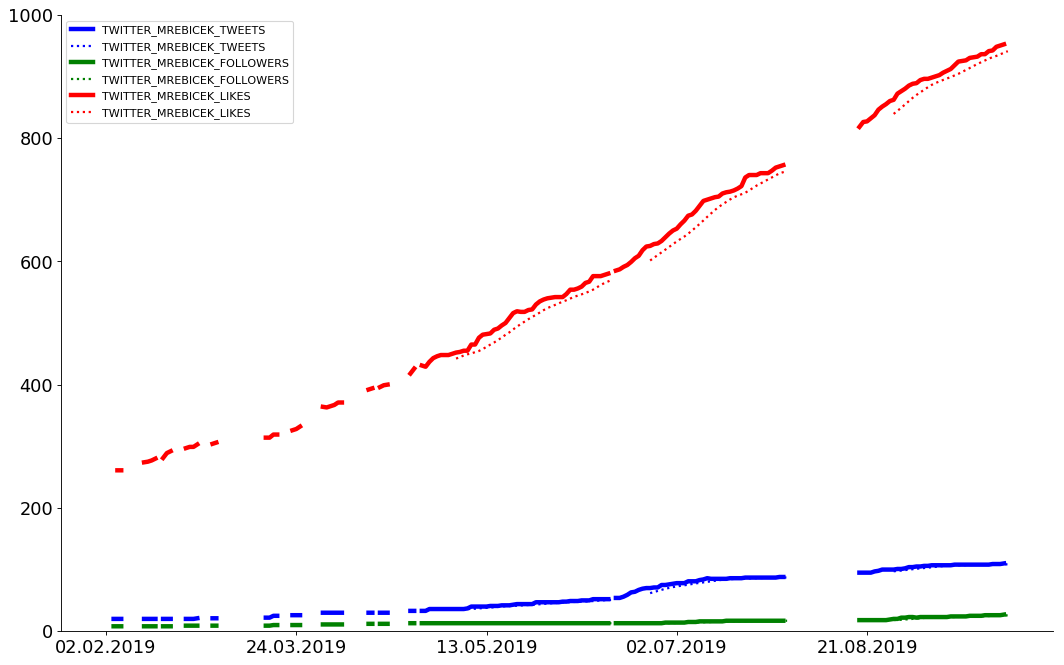 1000
800
600
400
200
0
TWITTER_MREBICEK_TWEETS
TWITTER_MREBICEK_TWEETS
TWITTER_MREBICEK_FOLLOWERS
TWITTER_MREBICEK_FOLLOWERS
TWITTER_MREBICEK_LIKES
TWITTER_MREBICEK_LIKES
02.02.2019 24.03.2019 13.05.2019 02.07.2019 21.08.2019